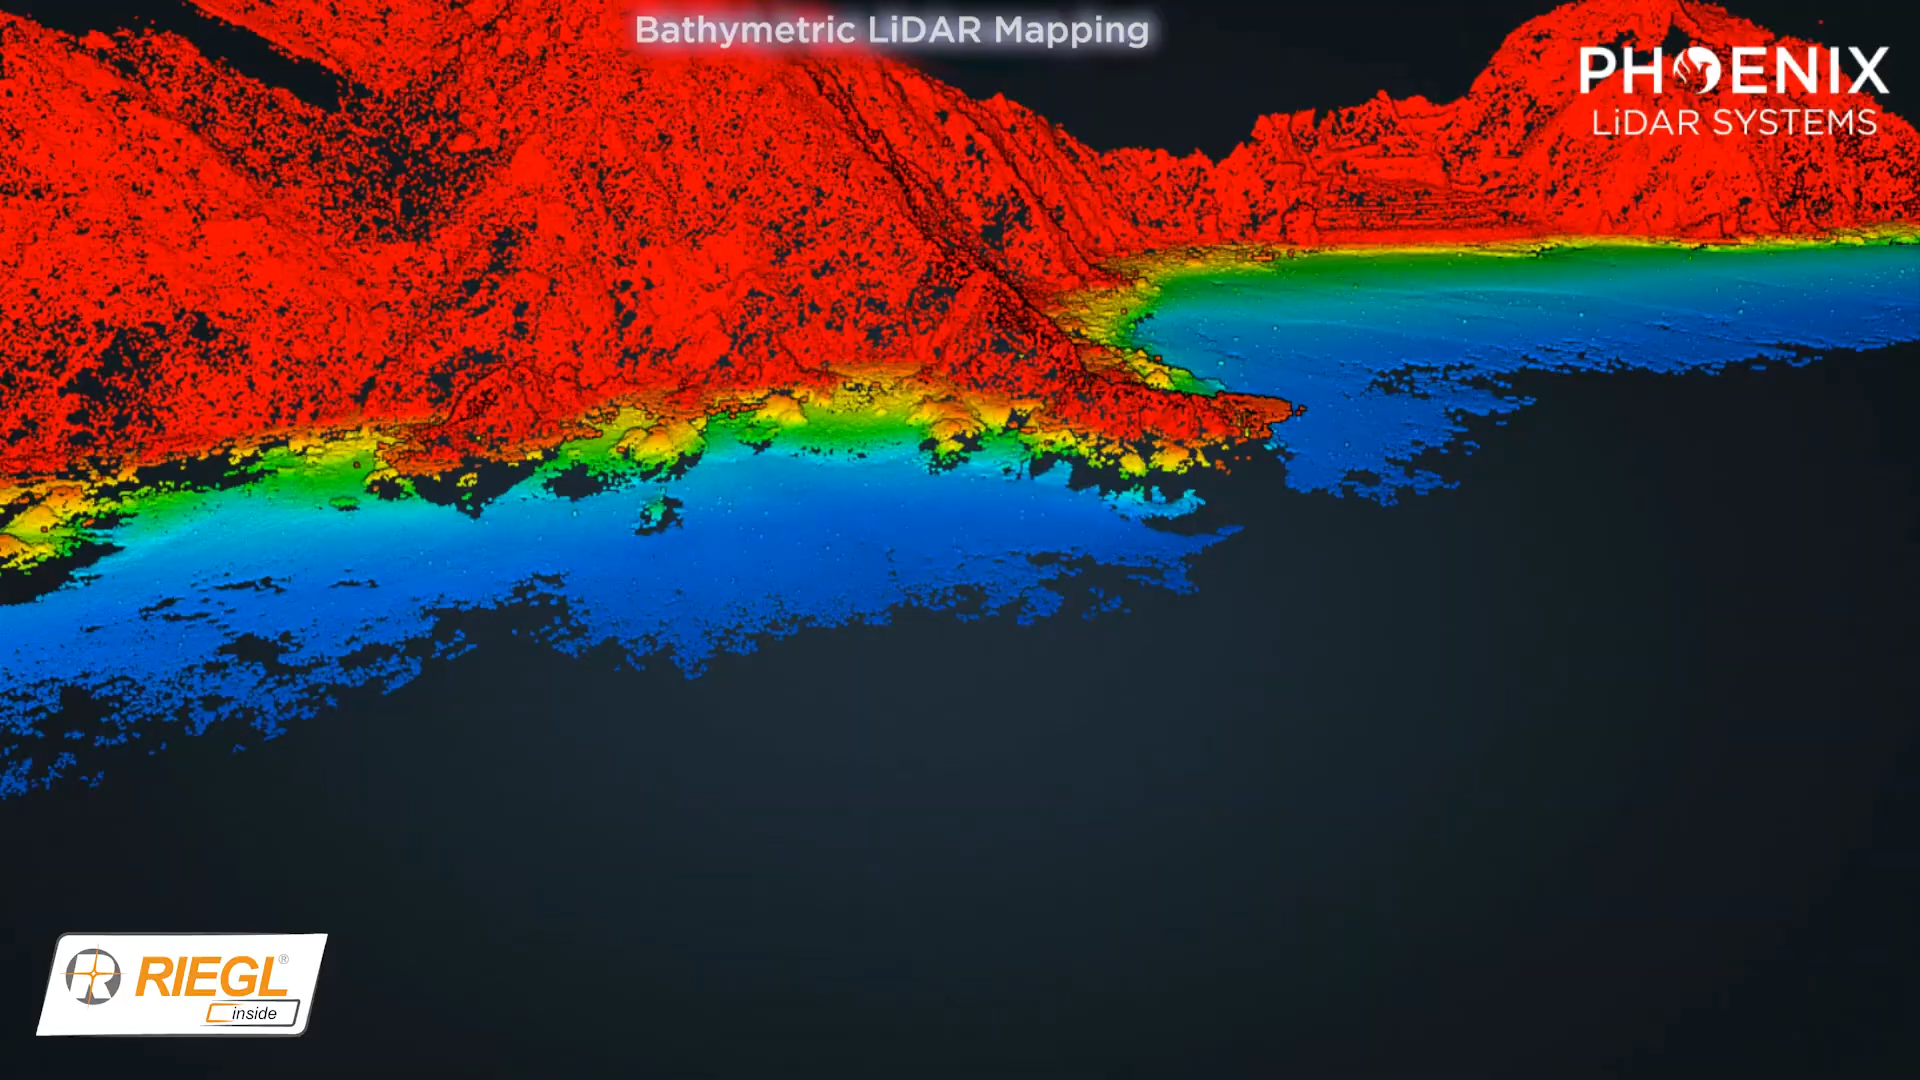 Bathymetric LiDAR Mapping
PHOENIX
LiDAR SYSTEMS
RIEGL®
inside